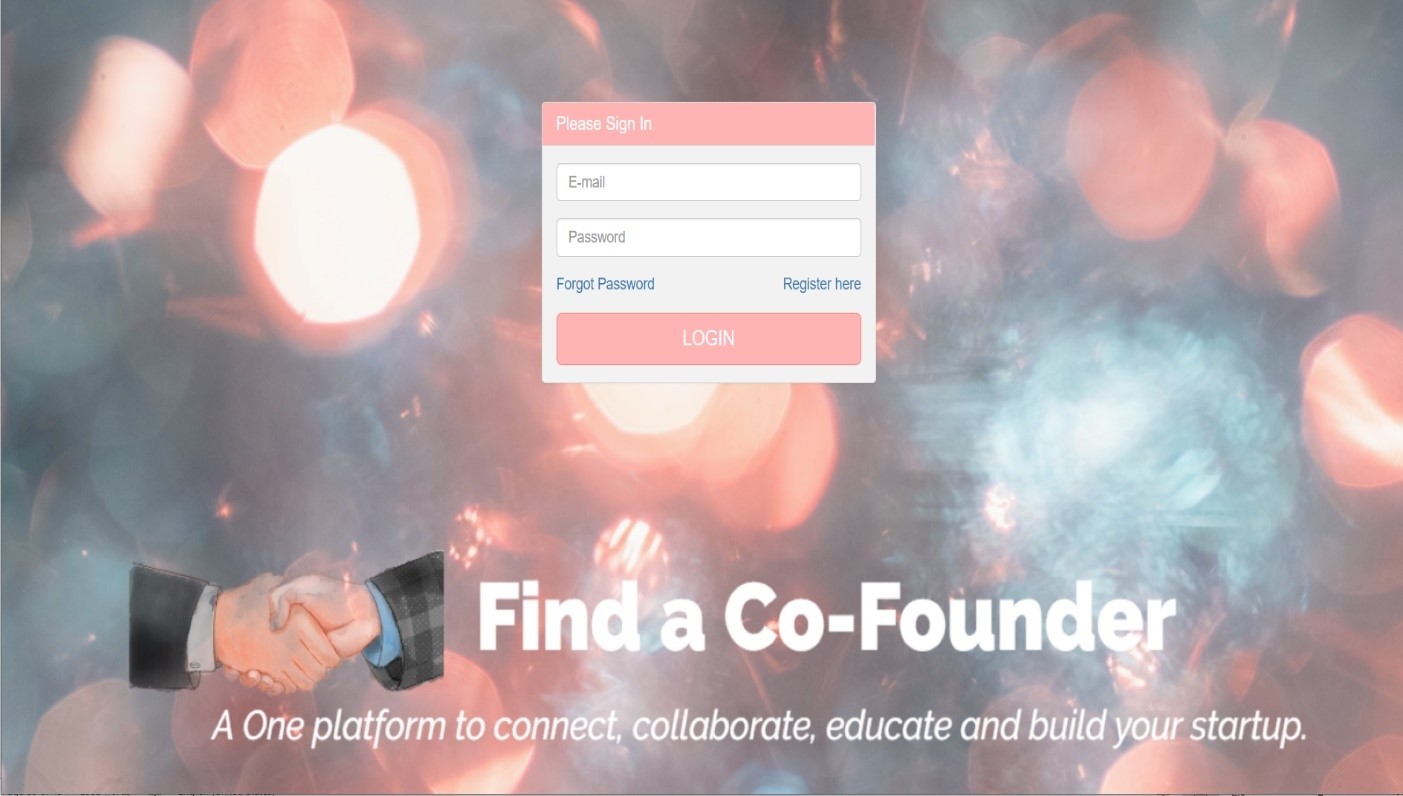 Please Sign In
E-mail
Password
Forgot Password Register here
LOGIN
Find a Co-Founder
A One platform to connect, collaborate, educate and build your startup.